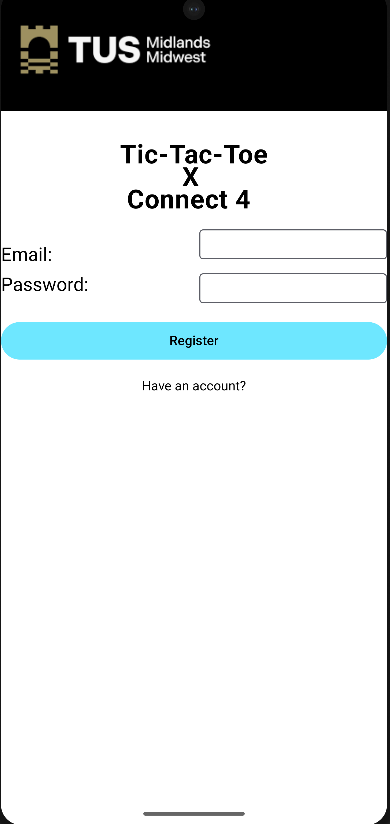 TUS Midlands
Midwest
Tic-Tac-Toe
X
Connect 4
Email:
Password:
Register
Have an account?